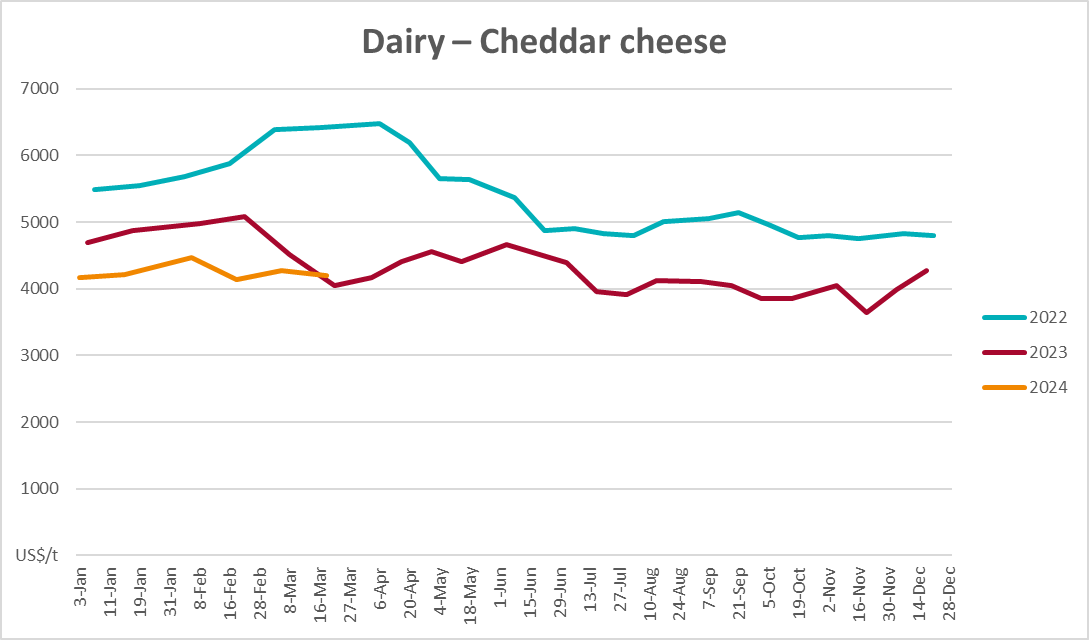 Dairy – Cheddar cheese
7000
6000
5000
4000
3000
2000
1000
US$/t
3-Jan
11-Jan
19-Jan
31-Jan
8-Feb
16-Feb
28-Feb
8-Mar
16-Mar
27-Mar
6-Apr
20-Apr
4-May
18-May
1-Jun
15-Jun
29-Jun
13-Jul
27-Jul
10-Aug
24-Aug
7-Sep
21-Sep
5-Oct
19-Oct
2-Nov
16-Nov
30-Nov
14-Dec
28-Dec
2022
2023
2024